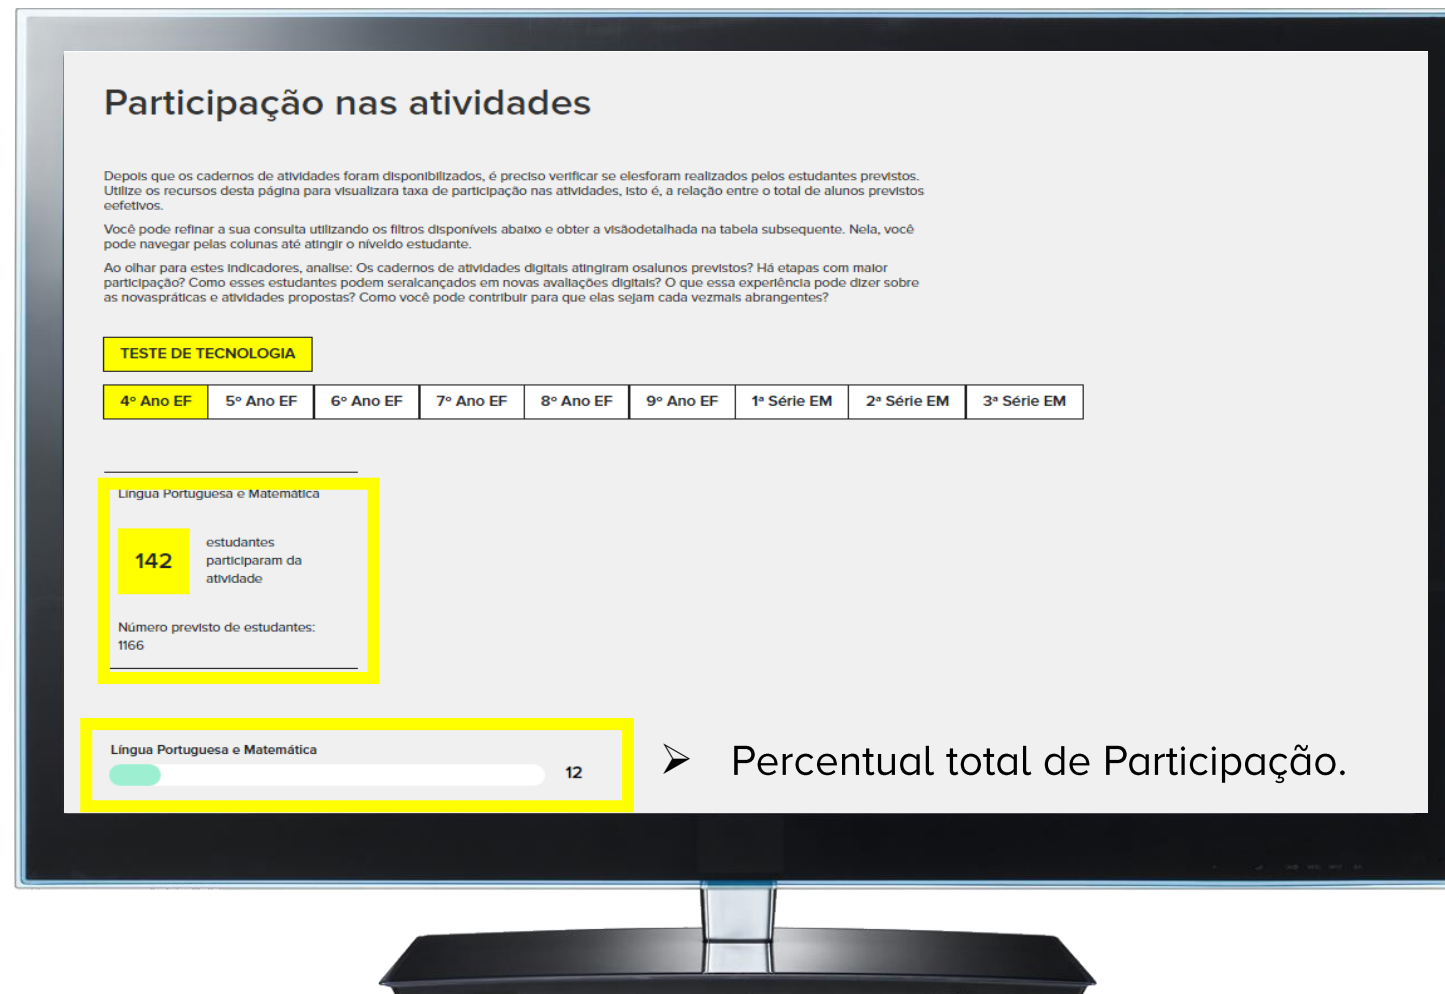 Participação nas atividades
Depois que os cadernos de atividades foram disponibilizados, é preciso verificar se elesforam realizados pelos estudantes previstos.
Utilize os recursos desta página para visualizara taxa de participação nas atividades, isto é, a relação entre o total de alunos previstos
eefetivos.
Você pode refinar a sua consulta utilizando os filtros disponíveis abaixo e obter a visãodetalhada na tabela subsequente. Nela, você
pode navegar pelas colunas até atingir o níveldo estudante.
Ao olhar para estes indicadores, analise: Os cadernos de atividades digitais atingiram osalunos previstos? Há etapas com maior
participação? Como esses estudantes podem seralcançados em novas avaliações digitais? O que essa experiência pode dizer sobre
as novaspráticas e atividades propostas? Como você pode contribuir para que elas sejam cada vezmais abrangentes?
TESTE DE TECNOLOGIA
4º Ano EF 5º Ano EF 6º Ano EF 7º Ano EF 8º Ano EF 9º Ano EF 1ª Série EM 2ª Série EM 3ª Série EM
Língua Portuguesa e Matemática
142
estudantes
participaram da
atividade
Número previsto de estudantes:
1166
Língua Portuguesa e Matemática
12
➢ Percentual total de Participação.